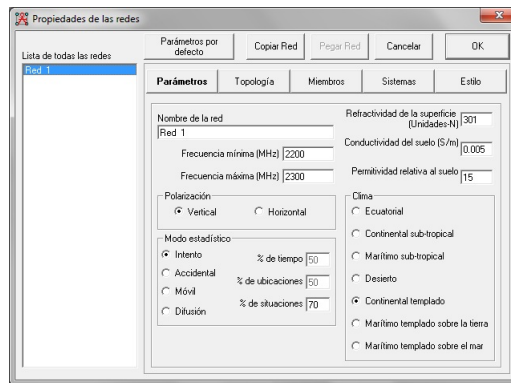 Propiedades de las redes
Lista de todas las redes
Red 1
Parámetros por defecto
Copiar Red
Pegar Red
Cancelar
OK
Parámetros
Topología
Miembros
Sistemas
Estilo
Nombre de la red
Red 1
Frecuencia mínima (MHz) 2200
Frecuencia máxima (MHz) 2300
Polarización
Vertical
Horizontal
Modo estadístico
Intento
Accidental
Móvil
Difusión
% de tiempo 50
% de ubicaciones 50
% de situaciones 70
Refractividad de la superficie
(Unidades-N) 301
Conductividad del suelo (S/m) 0.005
Permitividad relativa al suelo 15
Clima
Ecuatorial
Continental sub-tropical
Marítimo sub-tropical
Desierto
Continental templado
Marítimo templado sobre la tierra
Marítimo templado sobre el mar